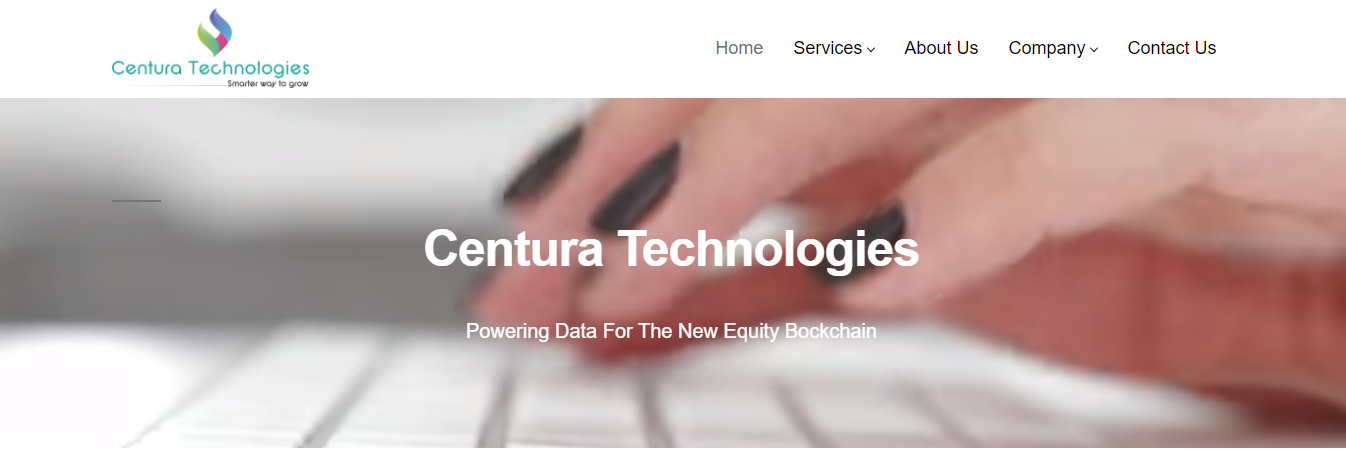 Centura Technologies
Smarter way to grow
Home Services About Us Company Contact Us
Centura Technologies
Powering Data For The New Equity Bockchain